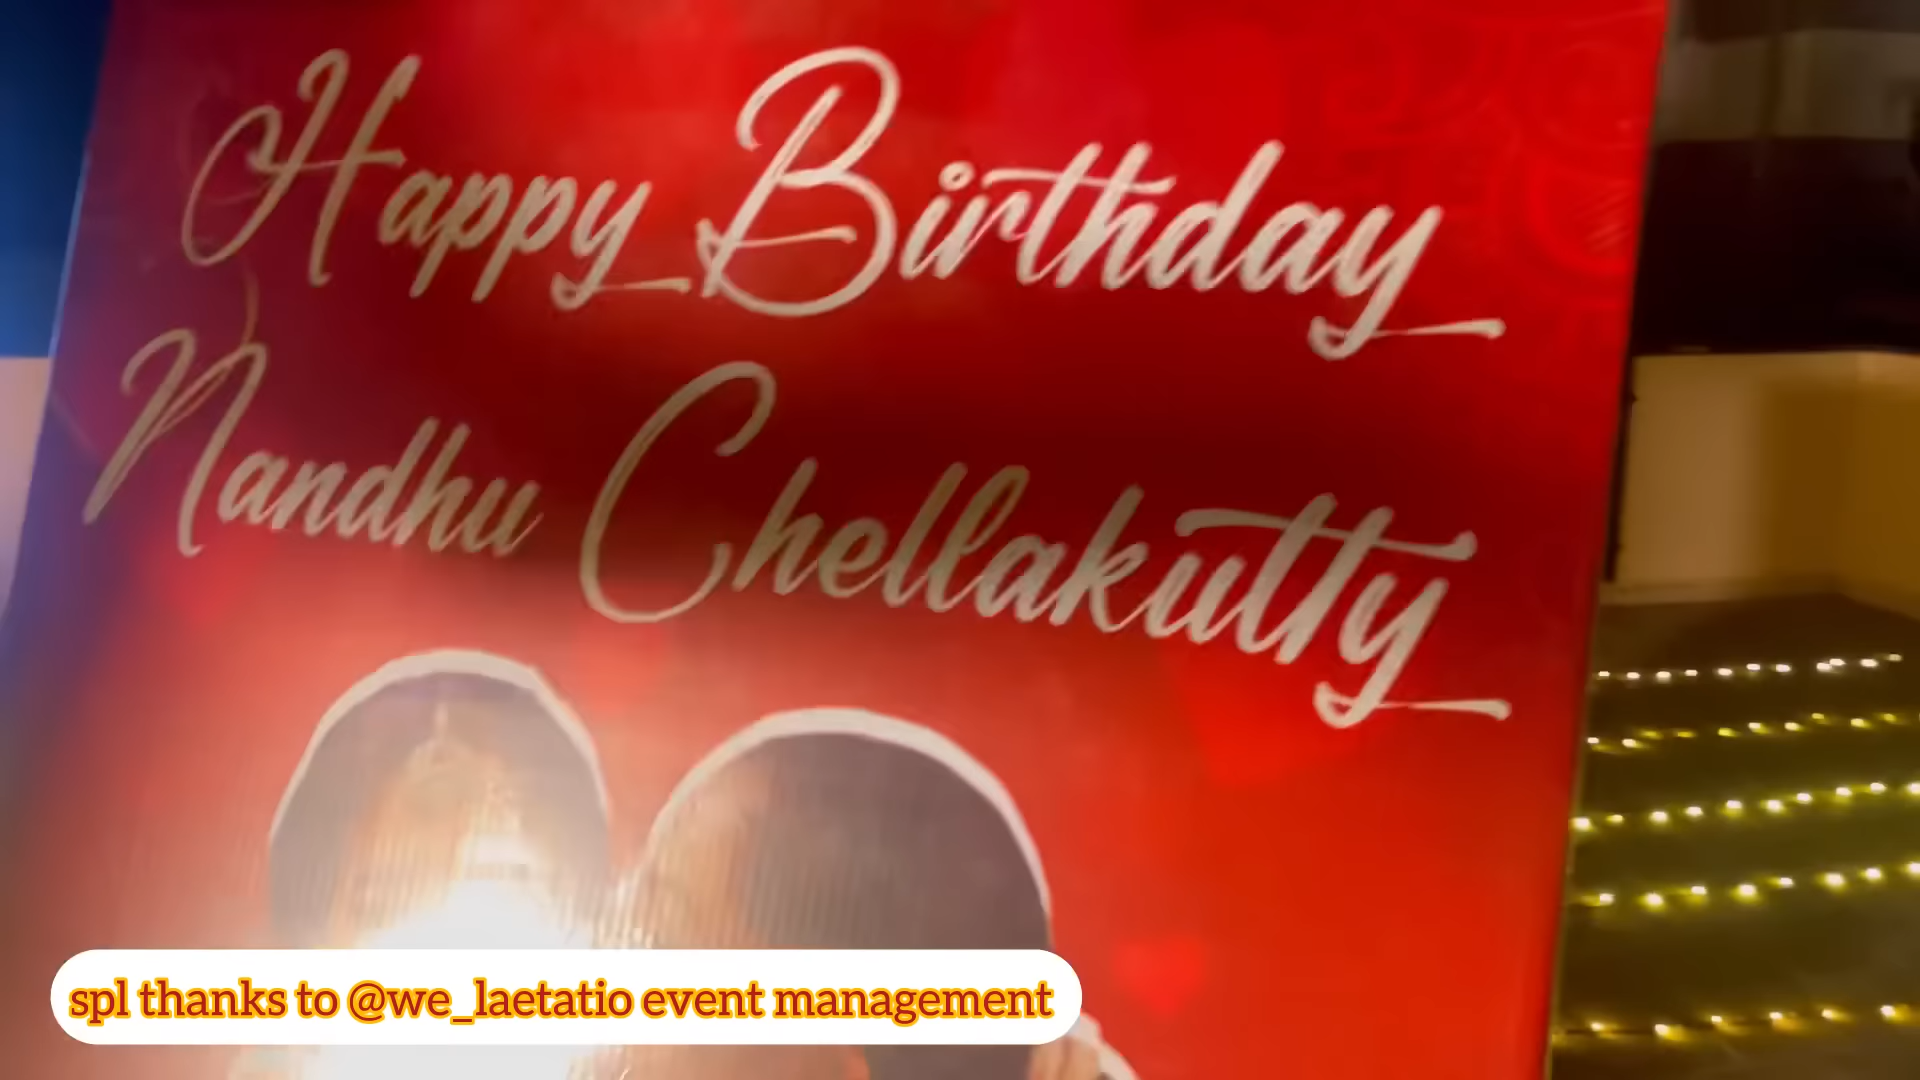 Happy Birthday
Nandhu Chellakutty
spl thanks to @we_laetatio event management